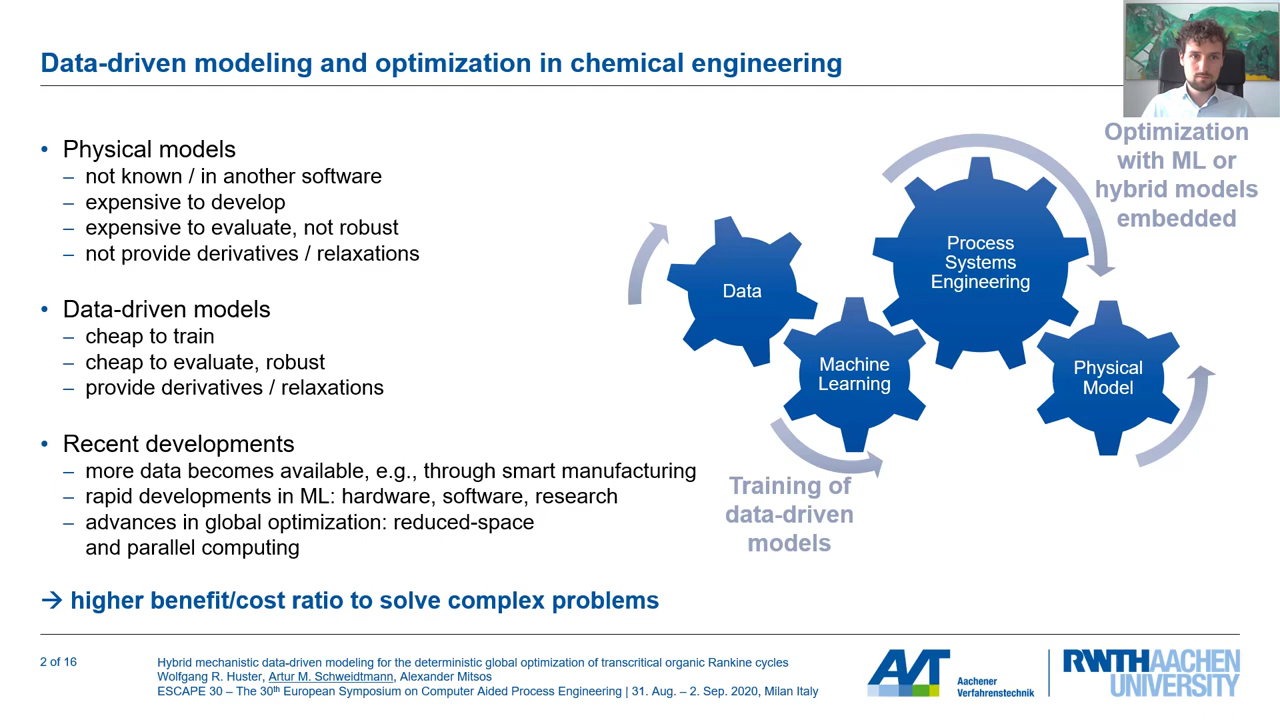 Data-driven modeling and optimization in chemical engineering
• Physical models
– not known / in another software
– expensive to develop
– expensive to evaluate, not robust
– not provide derivatives / relaxations
• Data-driven models
– cheap to train
– cheap to evaluate, robust
– provide derivatives / relaxations
• Recent developments
– more data becomes available, e.g., through smart manufacturing
– rapid developments in ML: hardware, software, research
– advances in global optimization: reduced-space
and parallel computing
→ higher benefit/cost ratio to solve complex problems
Data
Machine
Learning
Process
Systems
Engineering
Physical
Model
Optimization
with ML or
hybrid models
embedded
Training of
data-driven
models
2 of 16
Hybrid mechanistic data-driven modeling for the deterministic global optimization of transcritical organic Rankine cycles
Wolfgang R. Huster, Artur M. Schweidtmann, Alexander Mitsos
ESCAPE 30 – The 30th European Symposium on Computer Aided Process Engineering | 31. Aug. – 2. Sep. 2020, Milan Italy
AVT
Aachener
Verfahrenstechnik
RWTH AACHEN
UNIVERSITY